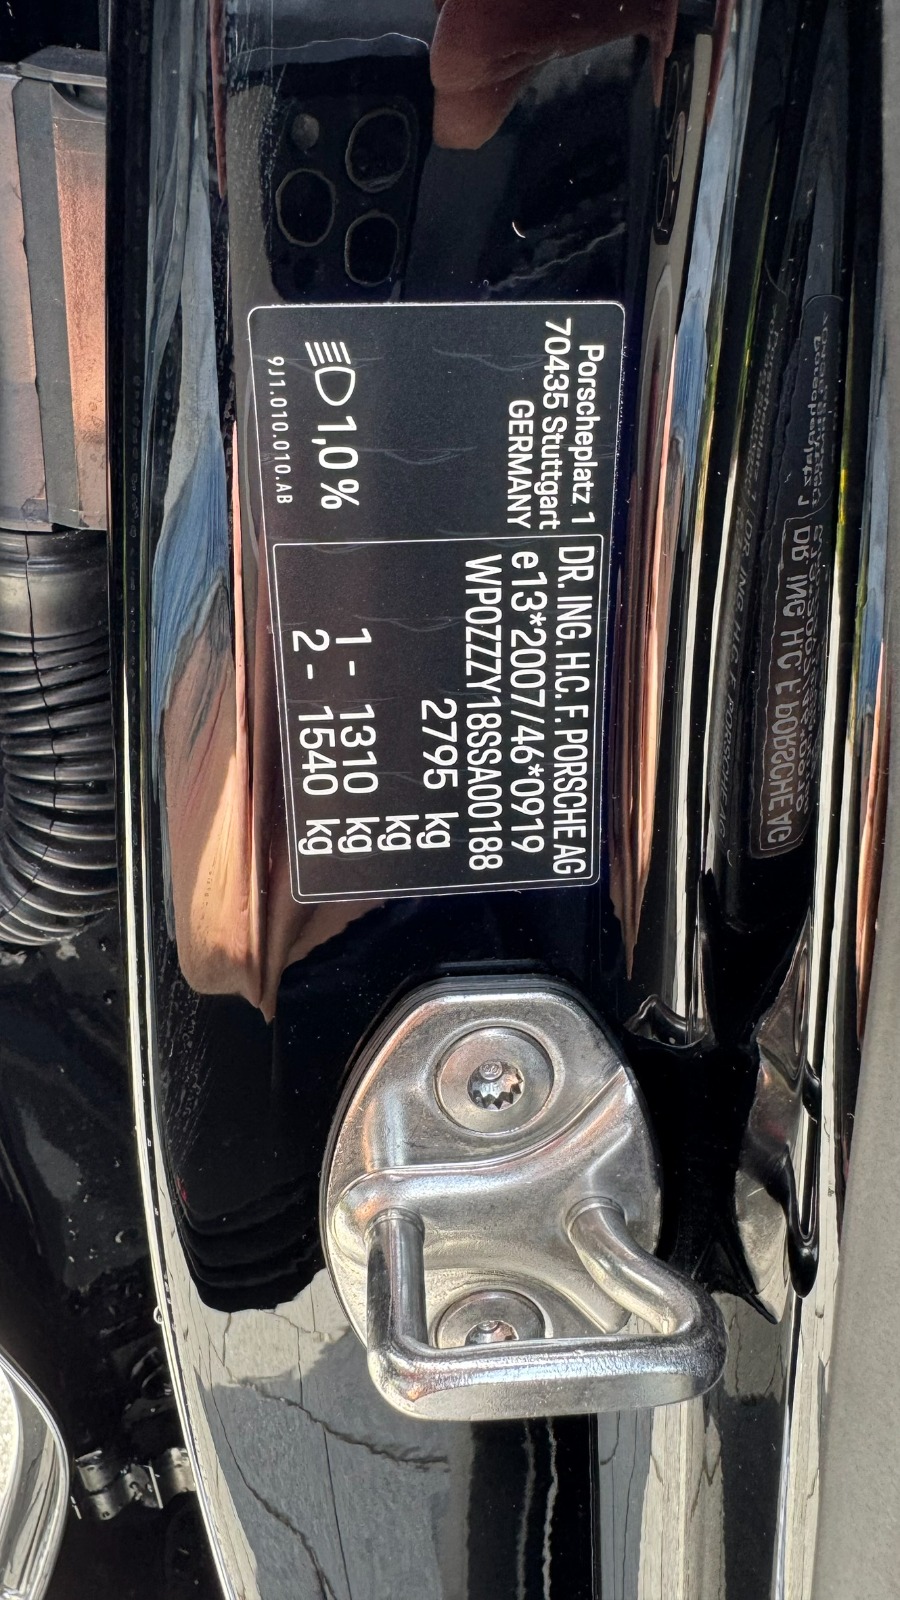 Porscheplatz 1
70435 Stuttgart
GERMANY
1,0 %
9J1.010.010.AB
DR. ING. H.C. F. PORSCHE AG
e13*2007/46*0919
WP0ZZZY18SSA00188
2795 kg
kg
1 - 1310 kg
2 - 1540 kg